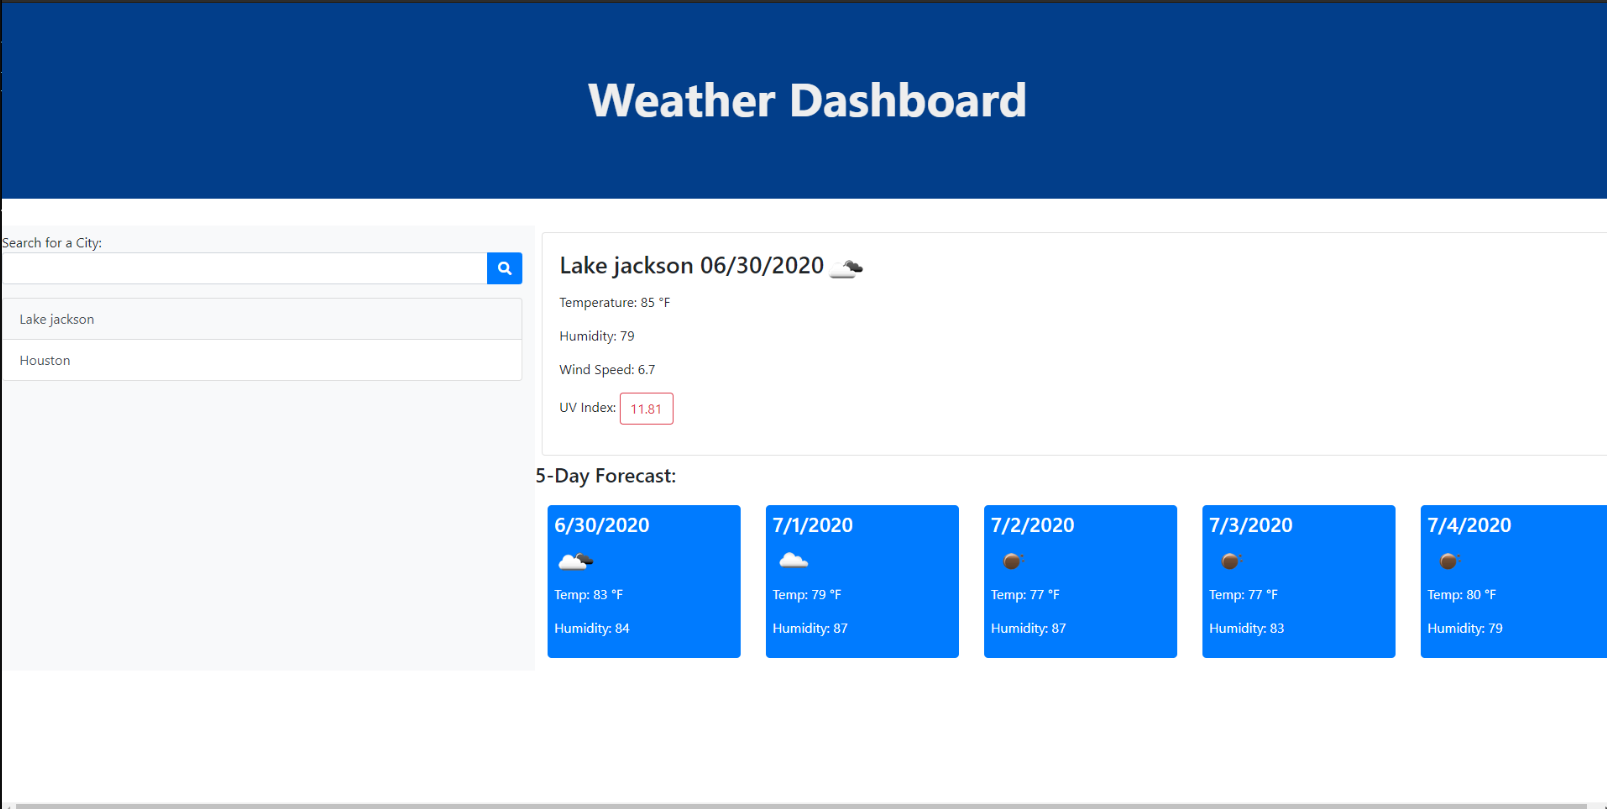 Weather Dashboard
Search for a City:
Lake jackson
Houston
Lake jackson 06/30/2020
Temperature: 85 °F
Humidity: 79
Wind Speed: 6.7
UV Index: 11.81
5-Day Forecast:
6/30/2020
Temp: 83 °F
Humidity: 84
7/1/2020
Temp: 79 °F
Humidity: 87
7/2/2020
Temp: 77 °F
Humidity: 87
7/3/2020
Temp: 77 °F
Humidity: 83
7/4/2020
Temp: 80 °F
Humidity: 79